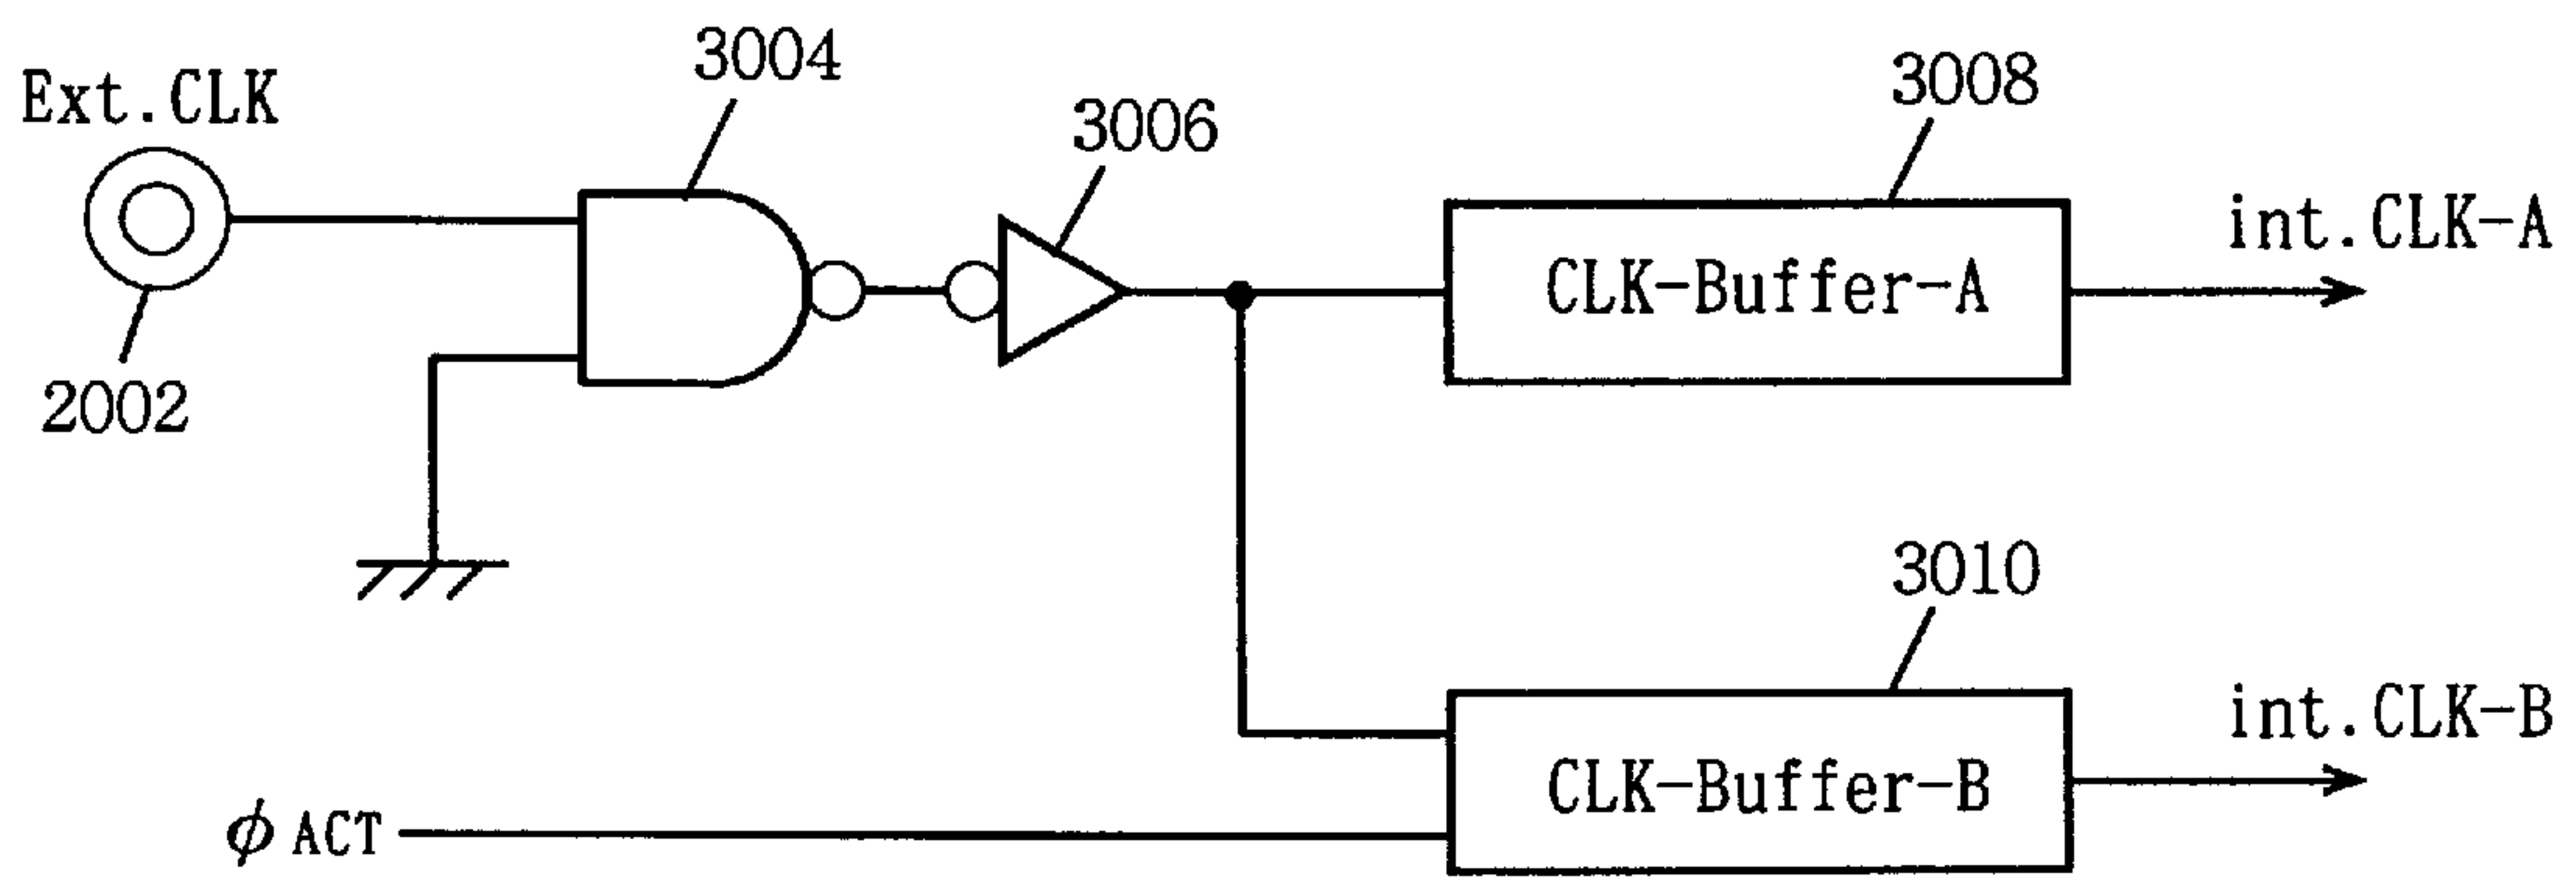 3004
3008
Ext.CLK
3006
int.CLK-A
CLK-Buffer-A
2002
3010
int.CLK-B
CLK-Buffer-B
ϕ ACT